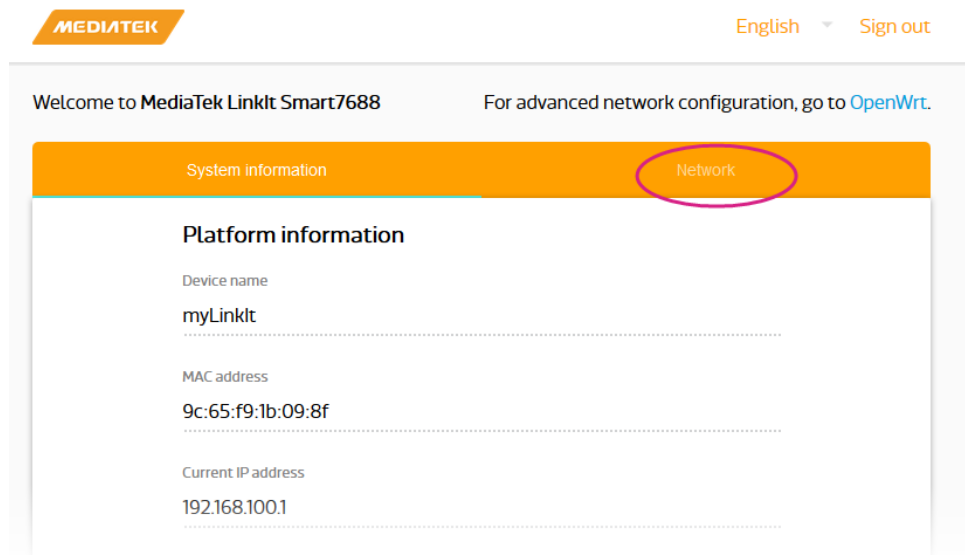 MEDIATEK
English Sign out
Welcome to MediaTek LinkIt Smart7688 For advanced network configuration, go to OpenWrt.
System information Network
Platform information
Device name
myLinkIt
MAC address
9c:65:f9:1b:09:8f
Current IP address
192.168.100.1